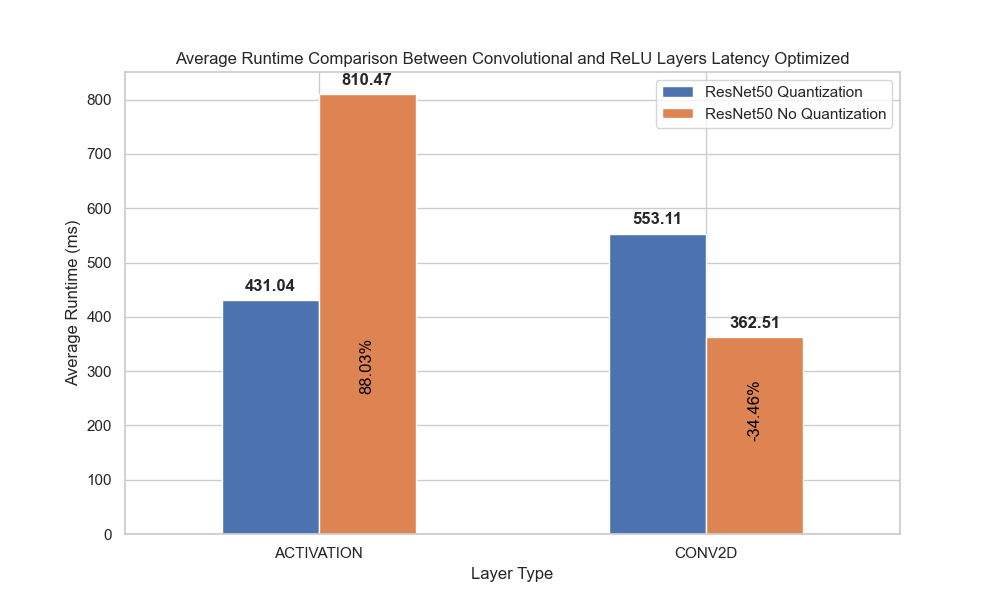 Average Runtime Comparison Between Convolutional and ReLU Layers Latency Optimized
ResNet50 Quantization
ResNet50 No Quantization
Average Runtime (ms)
800
700
600
500
400
300
200
100
0
431.04
810.47
88.03%
553.11
362.51
-34.46%
ACTIVATION
CONV2D
Layer Type